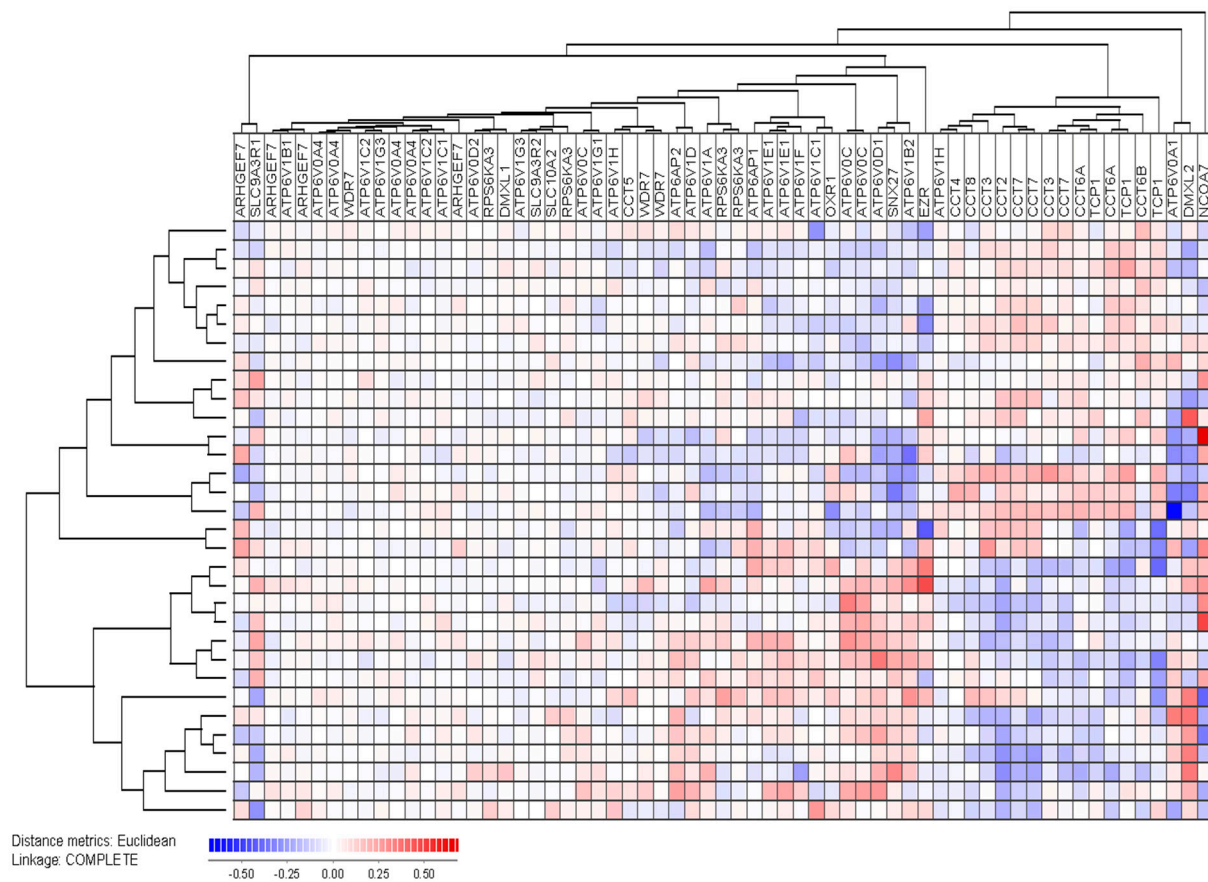 ARHGEF7
SLC9A3R1
ARHGEF7
ATP6V1B1
ARHGEF7
ATP6V0A4
ATP6V0A4
WDR7
ATP6V1C2
ATP6V1G3
ATP6V0A4
ATP6V0A4
ATP6V1C2
ATP6V1C1
ARHGEF7
ATP6V0D2
RPS6KA3
DMXL1
ATP6V1G3
SLC9A3R2
SLC10A2
RPS6KA3
ATP6V0C
ATP6V1G1
ATP6V1H
CCT5
WDR7
WDR7
ATP6AP2
ATP6V1D
ATP6V1A
RPS6KA3
RPS6KA3
ATP6AP1
ATP6V1E1
ATP6V1E1
ATP6V1F
ATP6V1C1
OXR1
ATP6V0C
ATP6V0C
ATP6V0D1
SNX27
ATP6V1B2
EZR
ATP6V1H
CCT4
CCT8
CCT3
CCT2
CCT7
CCT7
CCT3
CCT7
CCT6A
TCP1
CCT6A
TCP1
CCT6B
TCP1
ATP6V0A1
DMXL2
NCOA7
Distance metrics: Euclidean
Linkage: COMPLETE
-0.50 -0.25 0.00 0.25 0.50